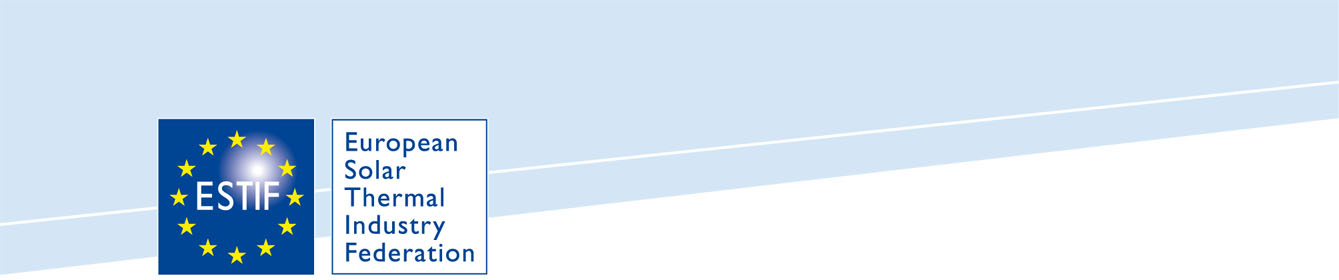 ESTIF
European
Solar
Thermal
Industry
Federation